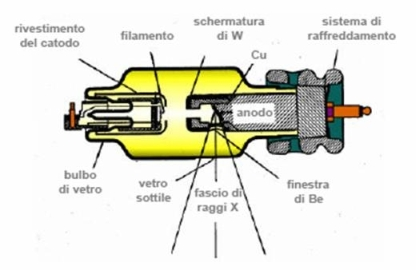 rivestimento
del catodo
filamento
schermatura
di W
Cu
sistema di
raffreddamento
anodo
bulbo
di vetro
vetro
sottile
fascio di
raggi X
finestra
di Be